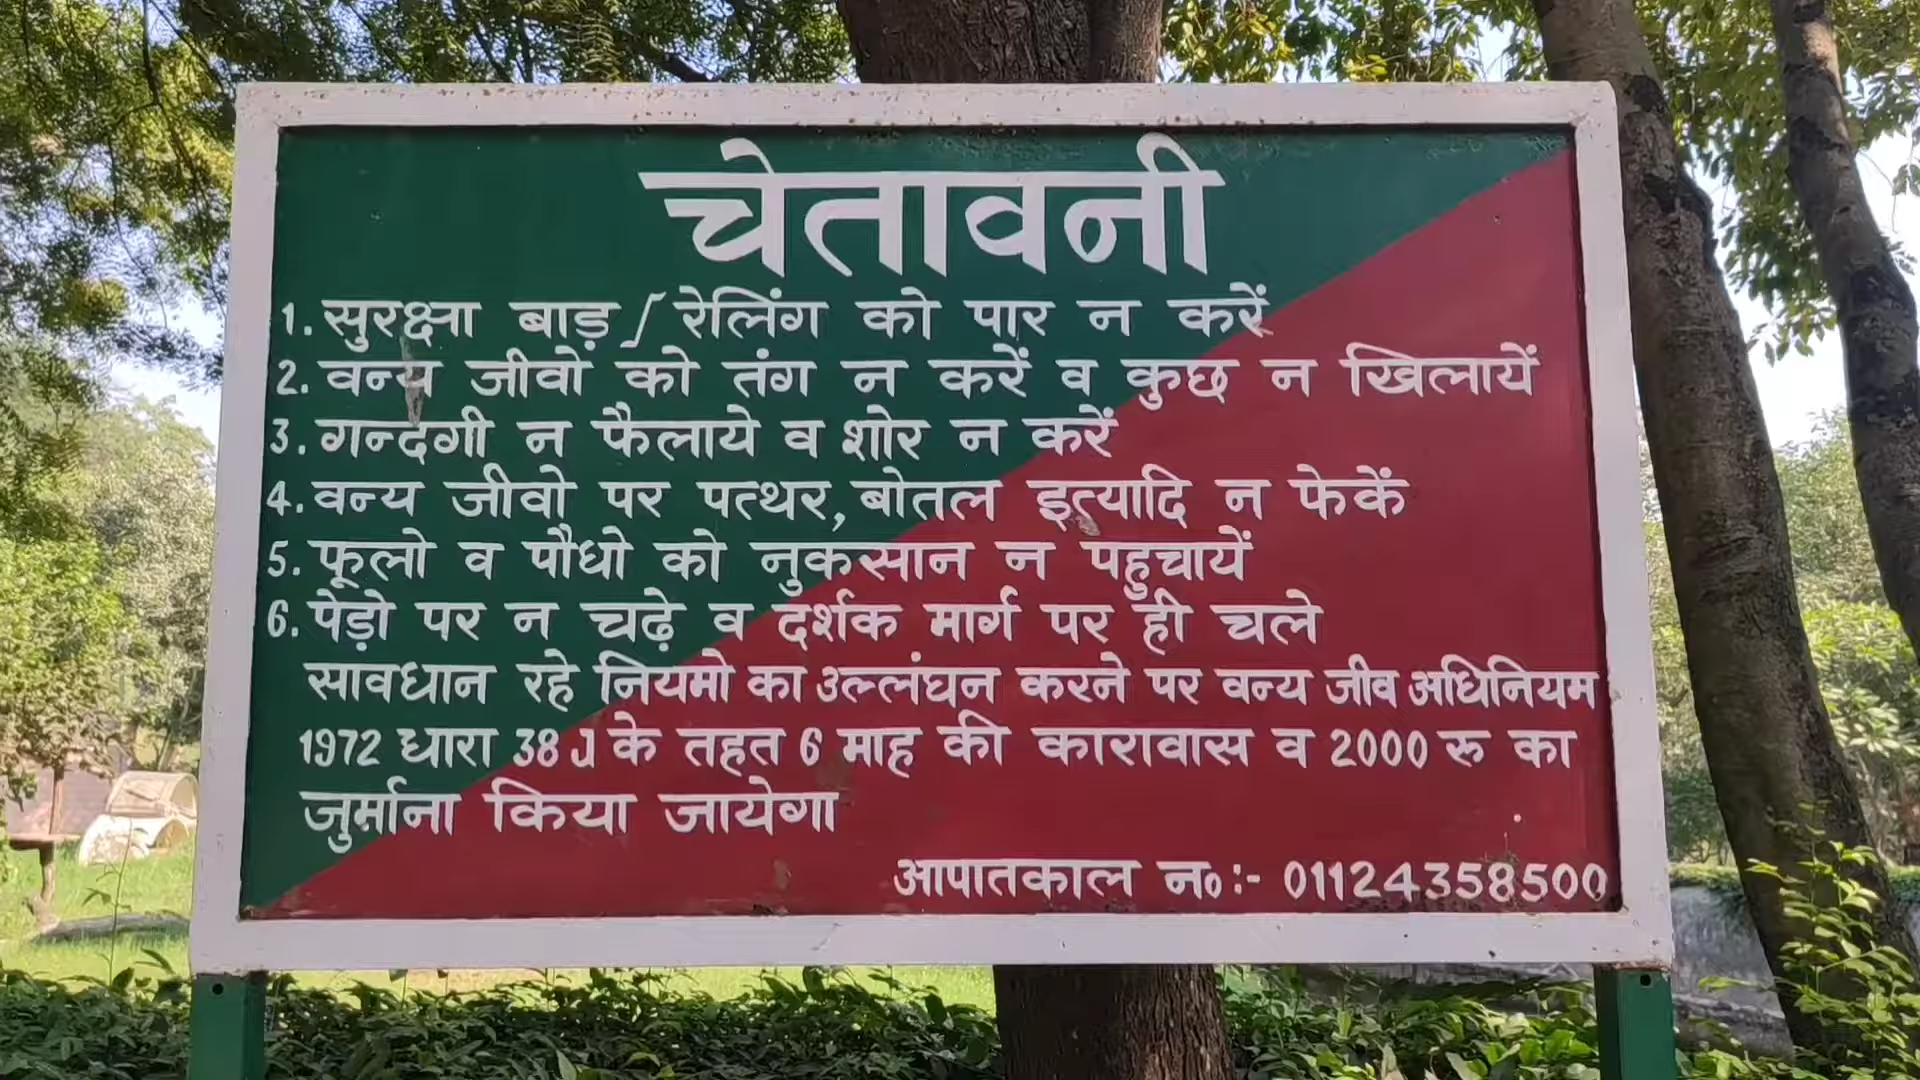 चेतावनी
1. सुरक्षा बाड़ / रेलिंग को पार न करें
2. वन्य जीवो को तंग न करें व कुछ न खिलायें
3. गन्दगी न फैलाये व शोर न करें
4. वन्य जीवो पर पत्थर, बोतल इत्यादि न फेकें
5. फूलो व पौधो को नुकसान न पहुचायें
6. पेड़ो पर न चढ़े व दर्शक मार्ग पर ही चले
सावधान रहे नियमो का उल्लंघन करने पर वन्य जीव अधिनियम
1972 धारा 38 J के तहत 6 माह की कारावास व 2000 रु का
जुर्माना किया जायेगा
आपातकाल न० :- 01124358500